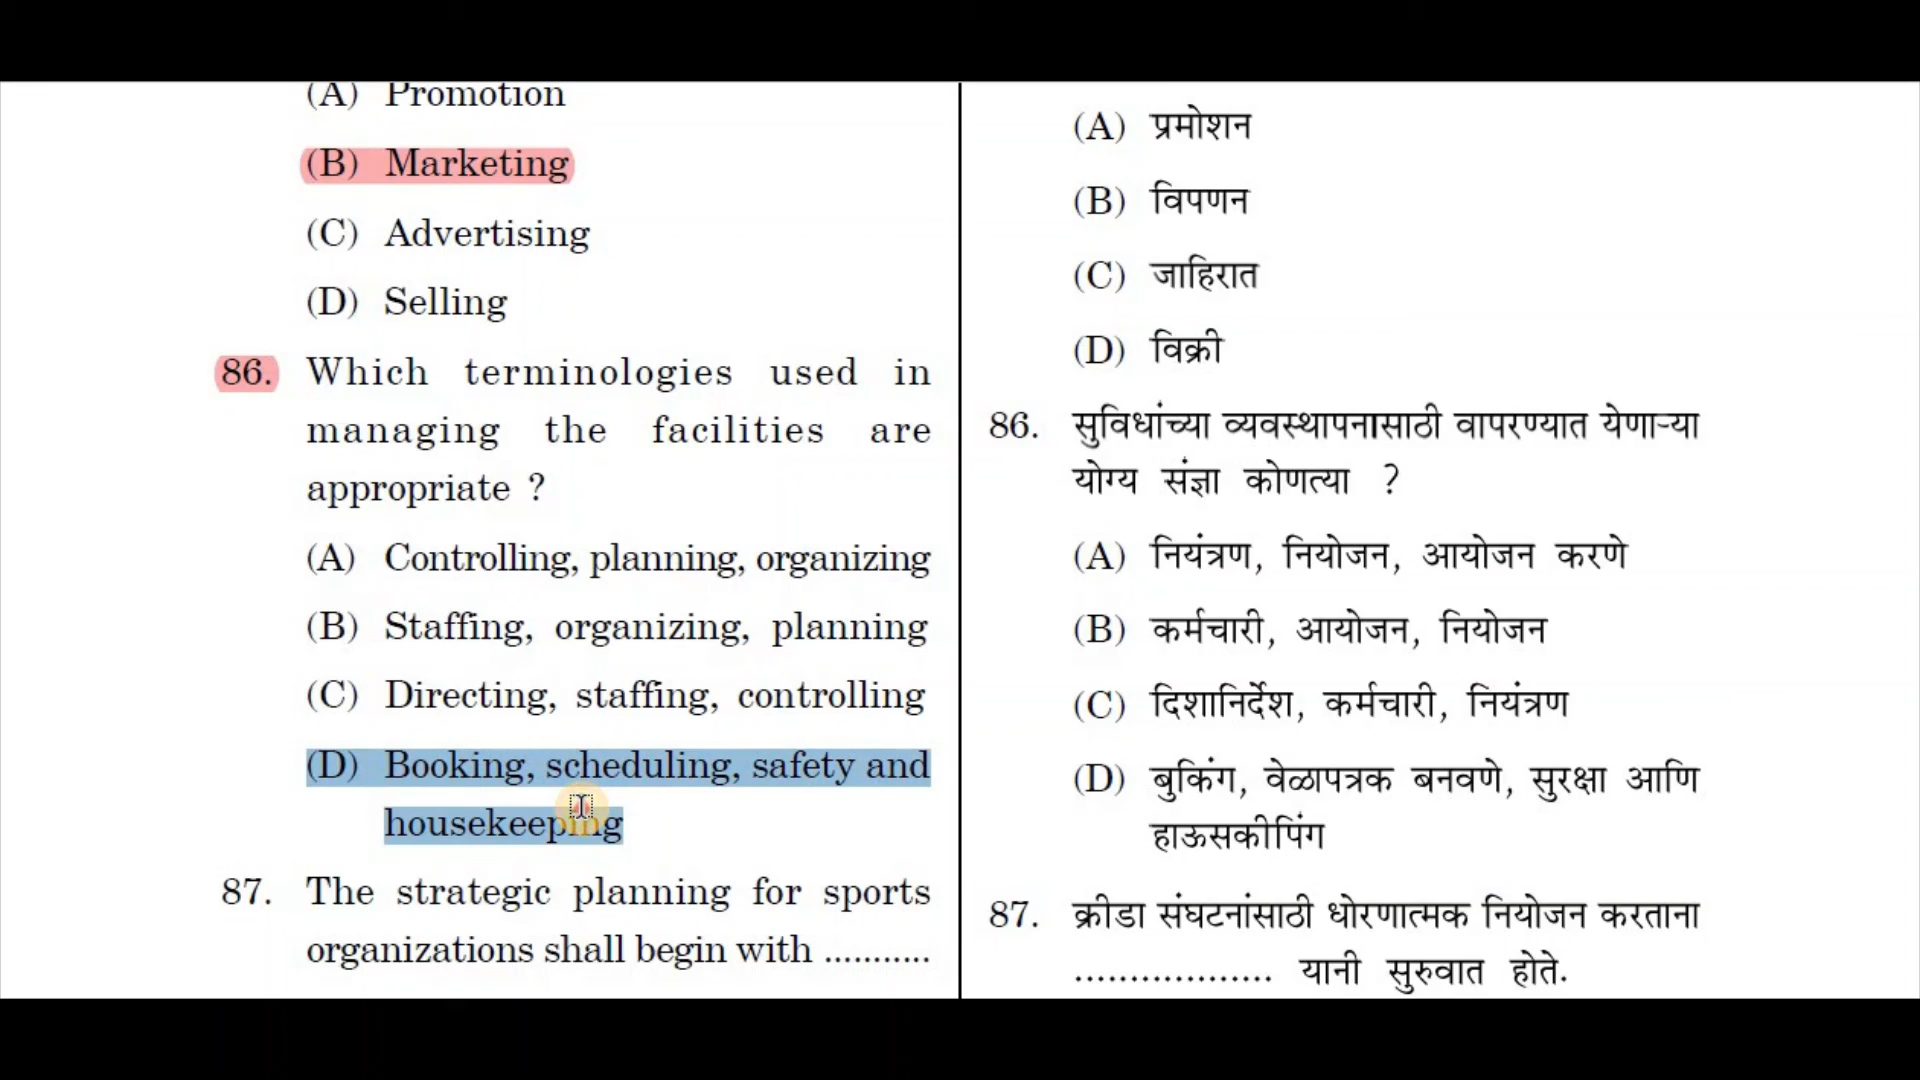 (A) Promotion
(B) Marketing
(C) Advertising
(D) Selling
86. Which terminologies used in
managing the facilities are
appropriate ?
(A) Controlling, planning, organizing
(B) Staffing, organizing, planning
(C) Directing, staffing, controlling
(D) Booking, scheduling, safety and
housekeeping
87. The strategic planning for sports
organizations shall begin with ...........
(A) प्रमोशन
(B) विपणन
(C) जाहिरात
(D) विक्री
86. सुविधांच्या व्यवस्थापनासाठी वापरण्यात येणाऱ्या
योग्य संज्ञा कोणत्या ?
(A) नियंत्रण, नियोजन, आयोजन करणे
(B) कर्मचारी, आयोजन, नियोजन
(C) दिशानिर्देश, कर्मचारी, नियंत्रण
(D) बुकिंग, वेळापत्रक बनवणे, सुरक्षा आणि
हाऊसकीपिंग
87. क्रीडा संघटनांसाठी धोरणात्मक नियोजन करताना
.................. यानी सुरुवात होते.